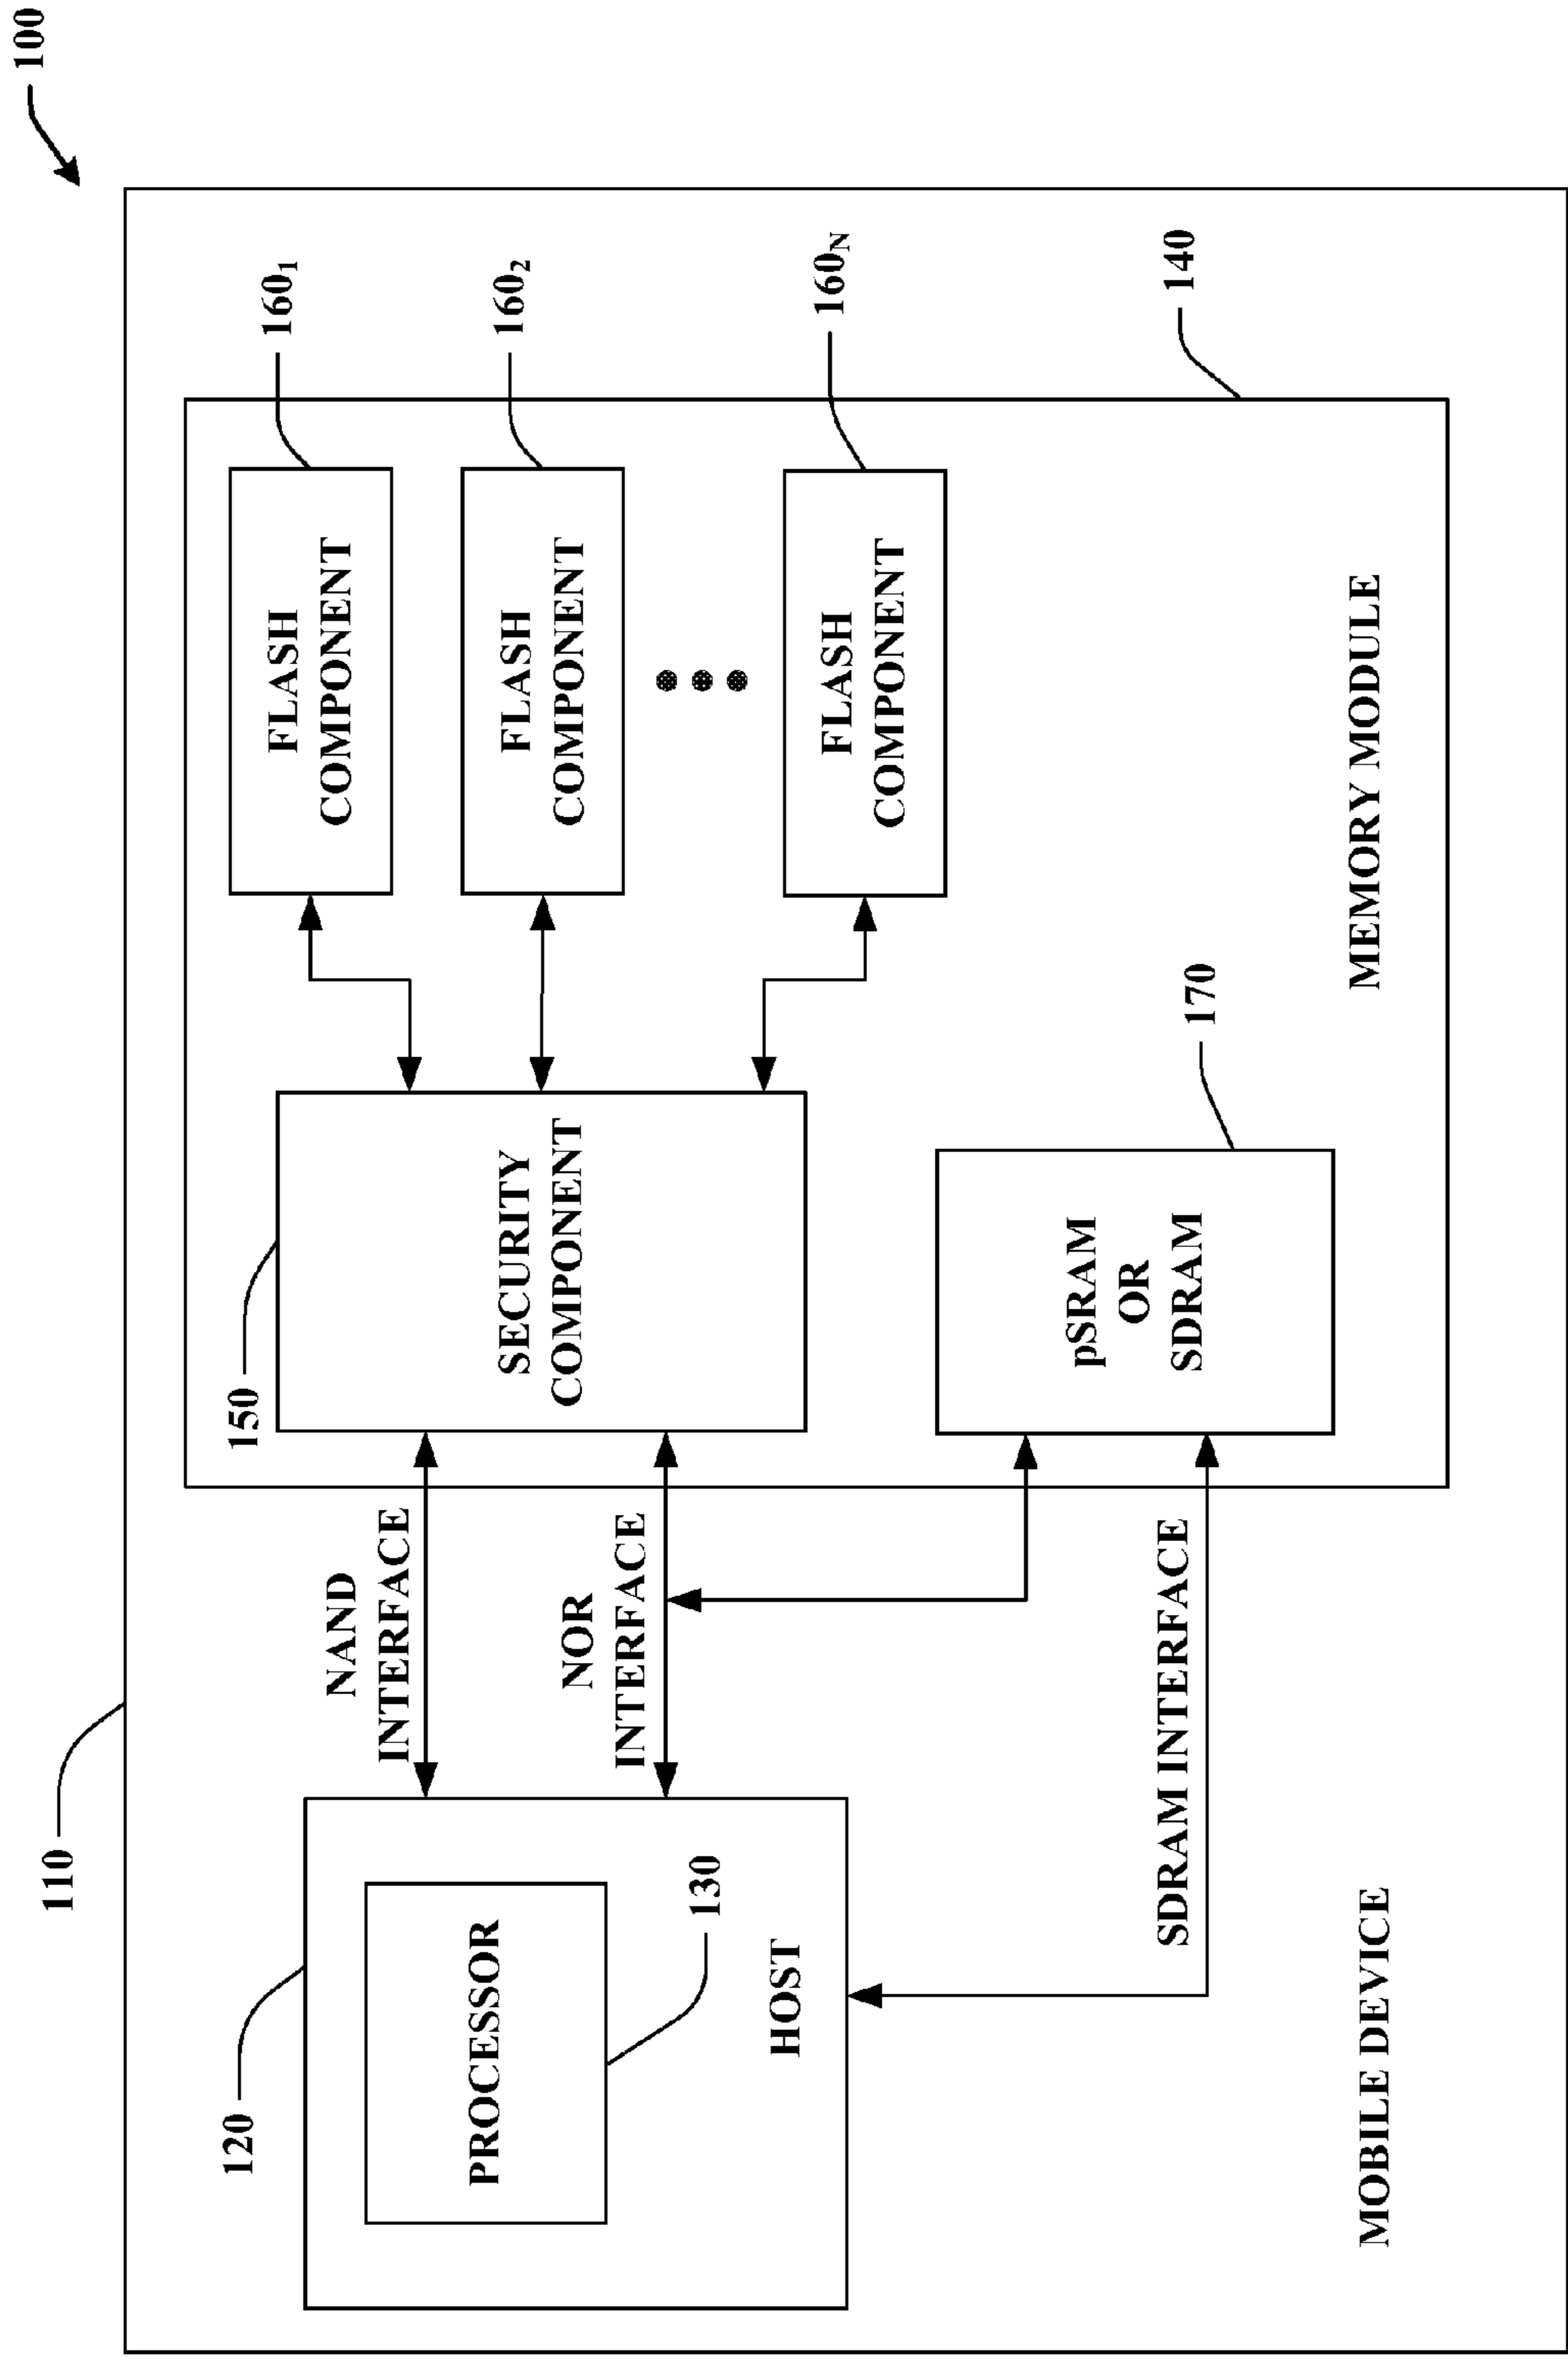 100
110
120
PROCESSOR
130
HOST
NAND
INTERFACE
NOR
INTERFACE
SDRAM INTERFACE
150
SECURITY
COMPONENT
pSRAM
OR
SDRAM
170
FLASH
COMPONENT
160₁
FLASH
COMPONENT
160₂
FLASH
COMPONENT
160N
140
MEMORY MODULE
MOBILE DEVICE